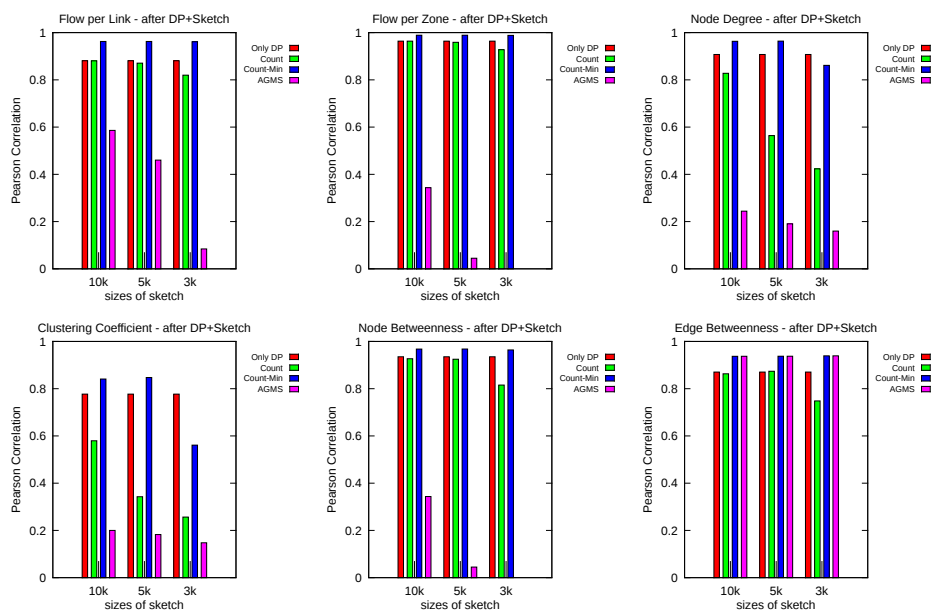 Flow per Link - after DP+Sketch
1
0.8
0.6
0.4
0.2
0
Pearson Correlation
10k 5k 3k
sizes of sketch
Only DP
Count
Count-Min
AGMS
Flow per Zone - after DP+Sketch
1
0.8
0.6
0.4
0.2
0
Pearson Correlation
10k 5k 3k
sizes of sketch
Only DP
Count
Count-Min
AGMS
Node Degree - after DP+Sketch
1
0.8
0.6
0.4
0.2
0
Pearson Correlation
10k 5k 3k
sizes of sketch
Only DP
Count
Count-Min
AGMS
Clustering Coefficient - after DP+Sketch
1
0.8
0.6
0.4
0.2
0
Pearson Correlation
10k 5k 3k
sizes of sketch
Only DP
Count
Count-Min
AGMS
Node Betweenness - after DP+Sketch
1
0.8
0.6
0.4
0.2
0
Pearson Correlation
10k 5k 3k
sizes of sketch
Only DP
Count
Count-Min
AGMS
Edge Betweenness - after DP+Sketch
1
0.8
0.6
0.4
0.2
0
Pearson Correlation
10k 5k 3k
sizes of sketch
Only DP
Count
Count-Min
AGMS